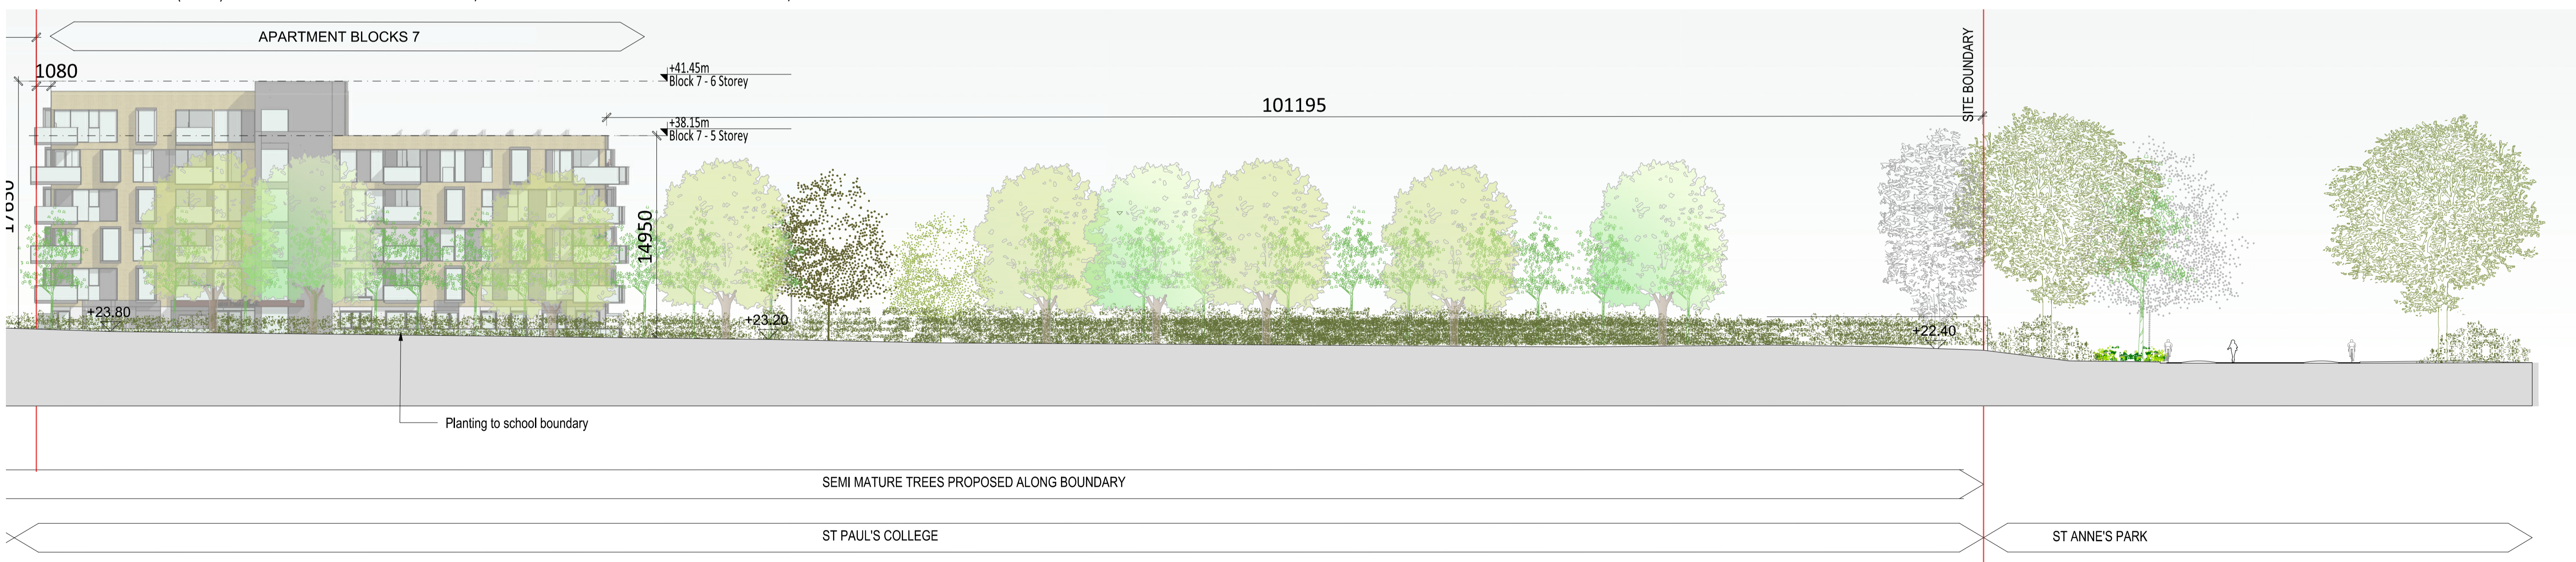 APARTMENT BLOCKS 7
SITE BOUNDARY
1080
+41.45m
Block 7 - 6 Storey
101195
+38.15m
Block 7 - 5 Storey
14950
+23.80
+23.20
+22.40
Planting to school boundary
SEMI MATURE TREES PROPOSED ALONG BOUNDARY
ST PAUL'S COLLEGE
ST ANNE'S PARK